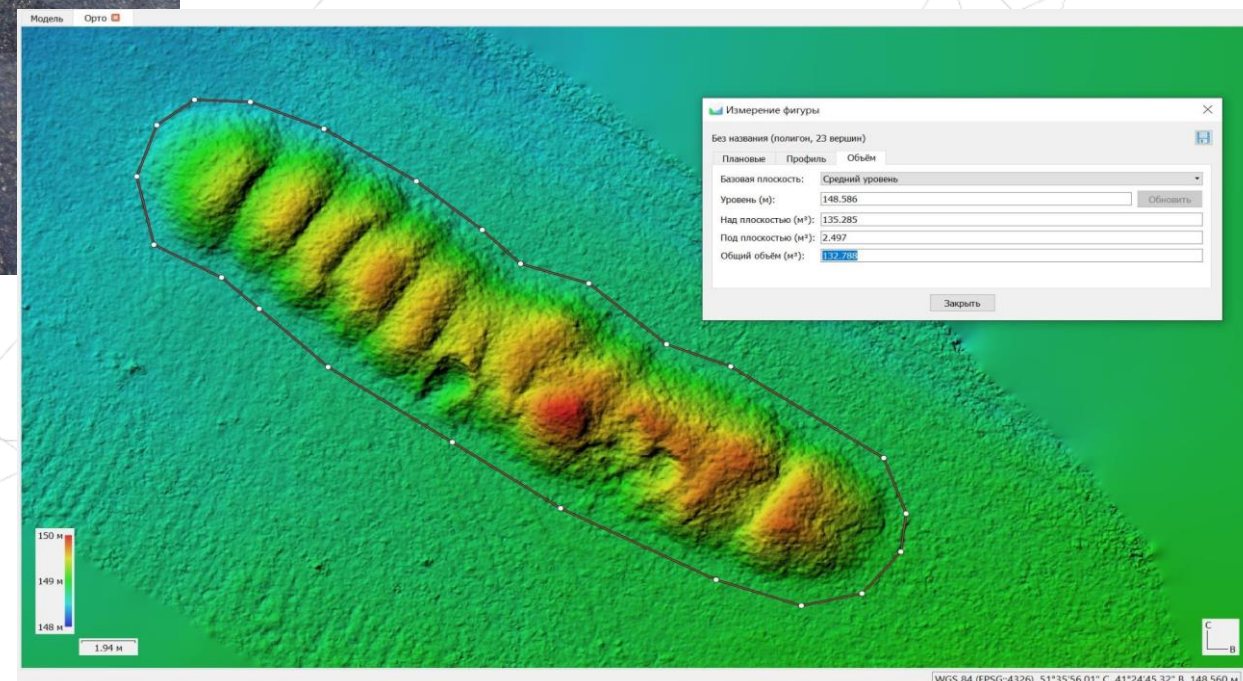 Модель Орто
Измерение фигуры
Без названия (полигон, 23 вершин)
Плановые Профиль Объём
Базовая плоскость: Средний уровень
Уровень (м): 148.586 Обновить
Над плоскостью (м³): 135.285
Под плоскостью (м³): 2.497
Общий объём (м³): 132.788
Закрыть
150 м
149 м
148 м
1.94 м
С
В
WGS 84 (EPSG::4326) 51°35'56.01" С, 41°24'45.32" В, 148.560 м